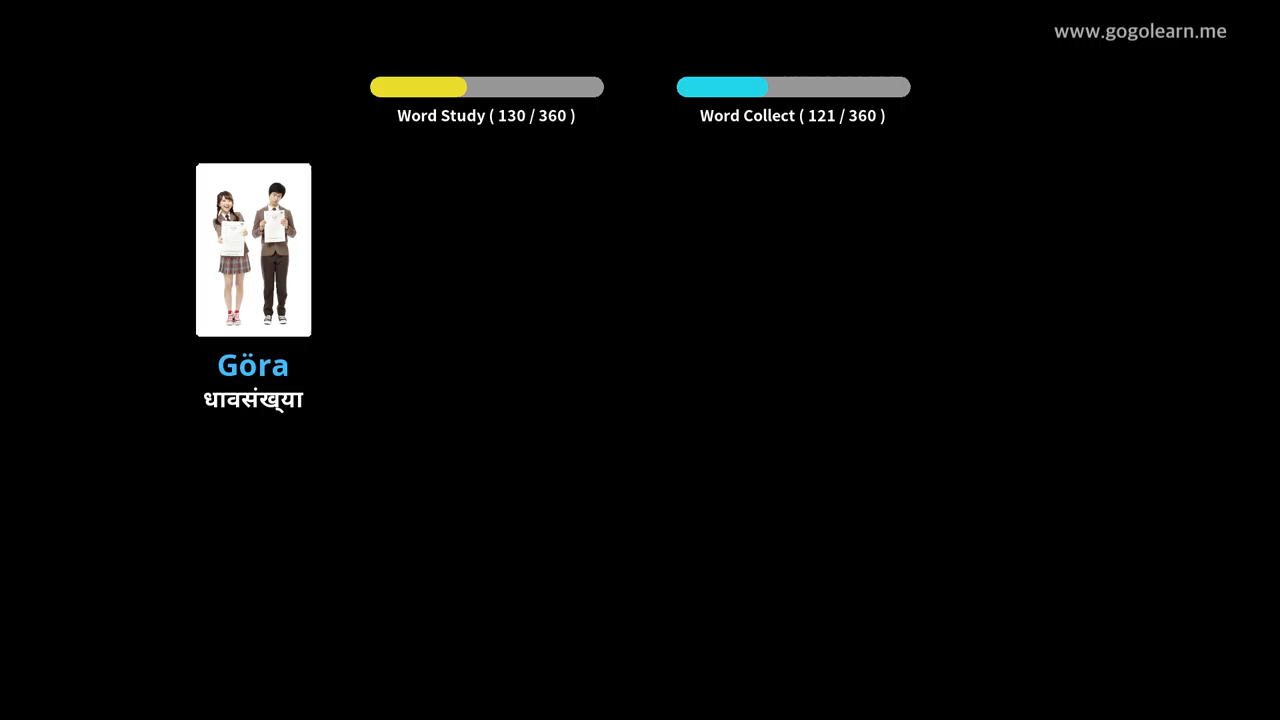 www.gogolearn.me
Word Study ( 130 / 360 )
Word Collect ( 121 / 360 )
Göra
धावसंख्या